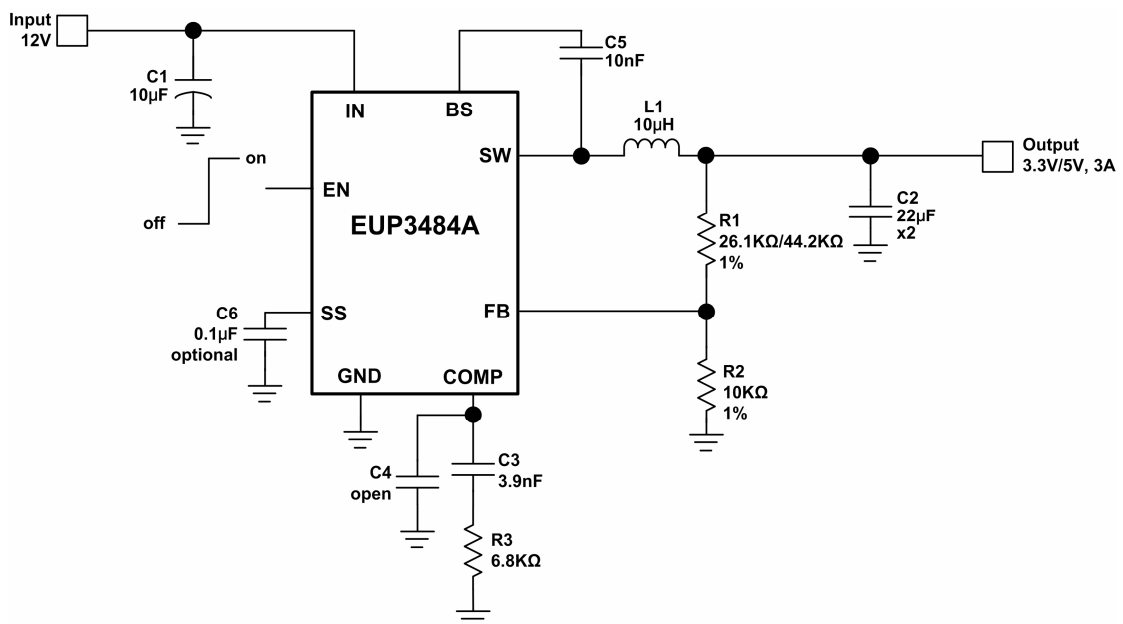 Input
12V
C1
10μF
IN
BS
C5
10nF
SW
L1
10μH
Output
3.3V/5V, 3A
on
off
EN
EUP3484A
C2
22μF
x2
R1
26.1KΩ/44.2KΩ
1%
C6
0.1μF
optional
SS
FB
GND
COMP
R2
10KΩ
1%
C4
open
C3
3.9nF
R3
6.8KΩ